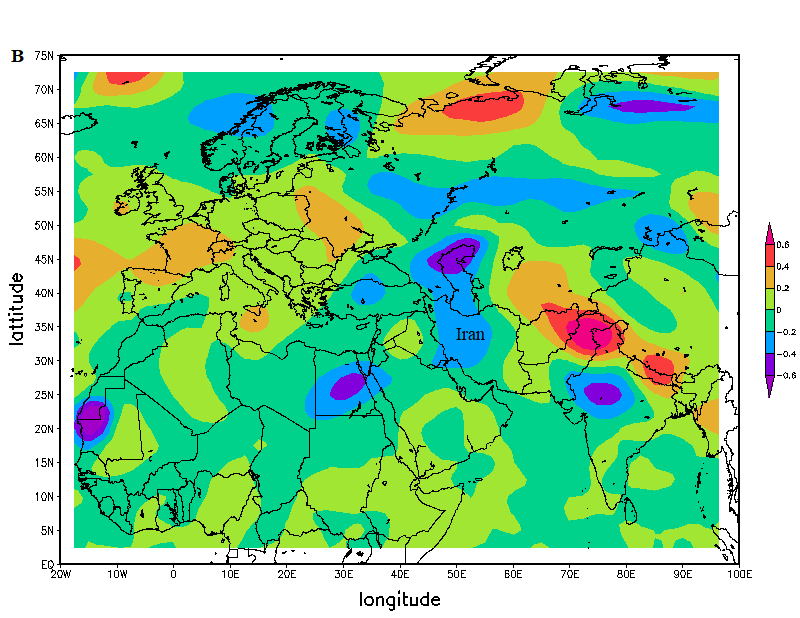 B
75N
70N
65N
60N
55N
50N
45N
40N
35N
30N
25N
20N
15N
10N
5N
EQ
lattitude
Iran
0.6
0.4
0.2
0
-0.2
-0.4
-0.6
20W 10W 0 10E 20E 30E 40E 50E 60E 70E 80E 90E 100E
longitude